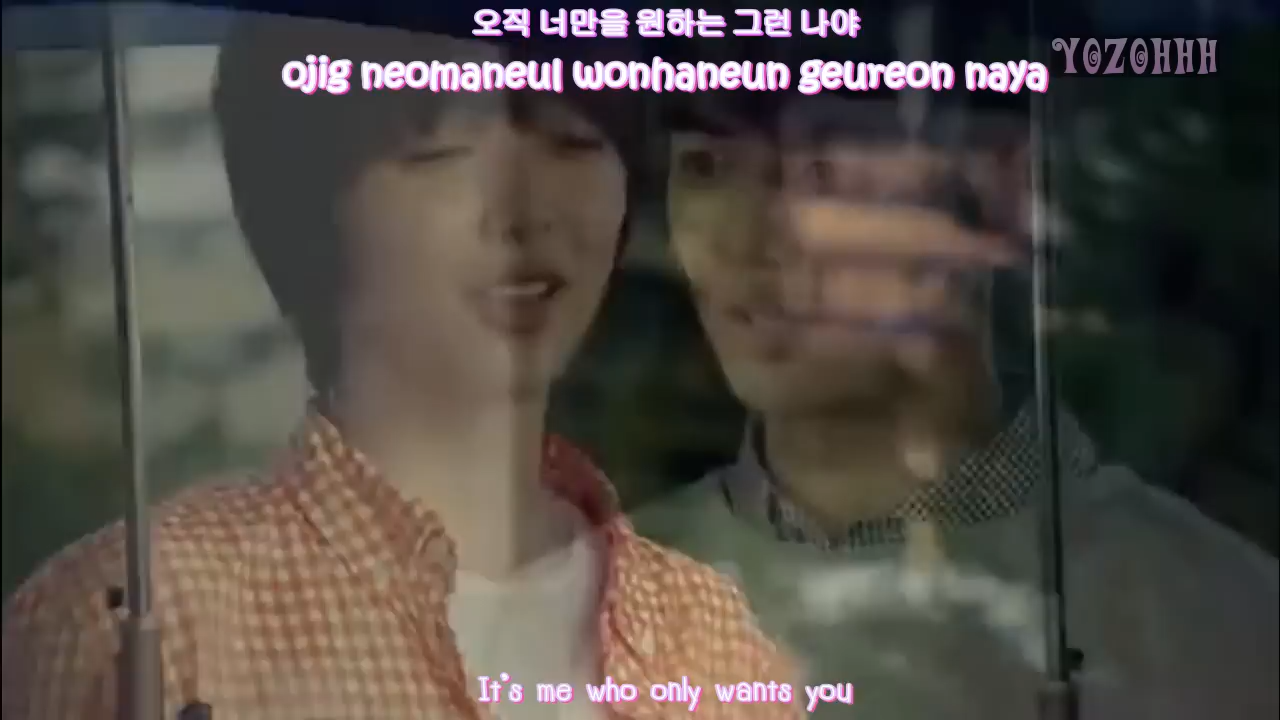 오직 너만을 원하는 그런 나야
YOZOHHH
ojig neomaneul wonhaneun geureon naya
It's me who only wants you